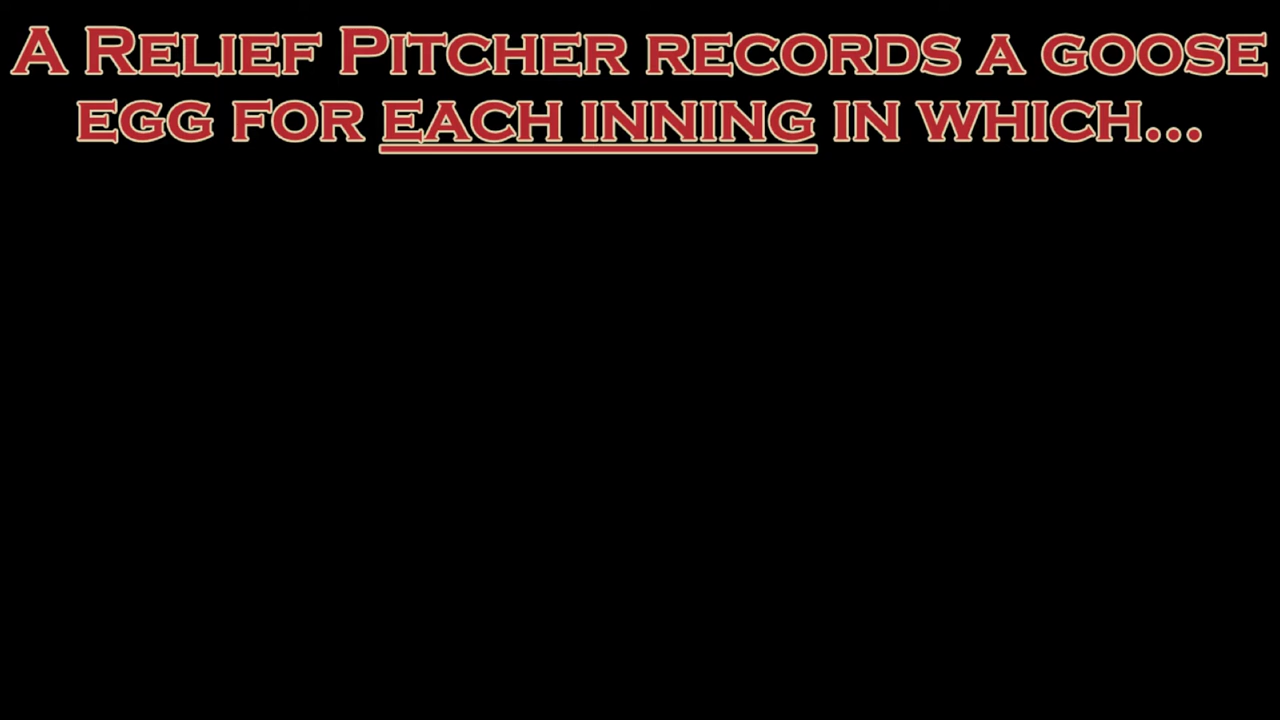 A RELIEF PITCHER RECORDS A GOOSE
EGG FOR EACH INNING IN WHICH...